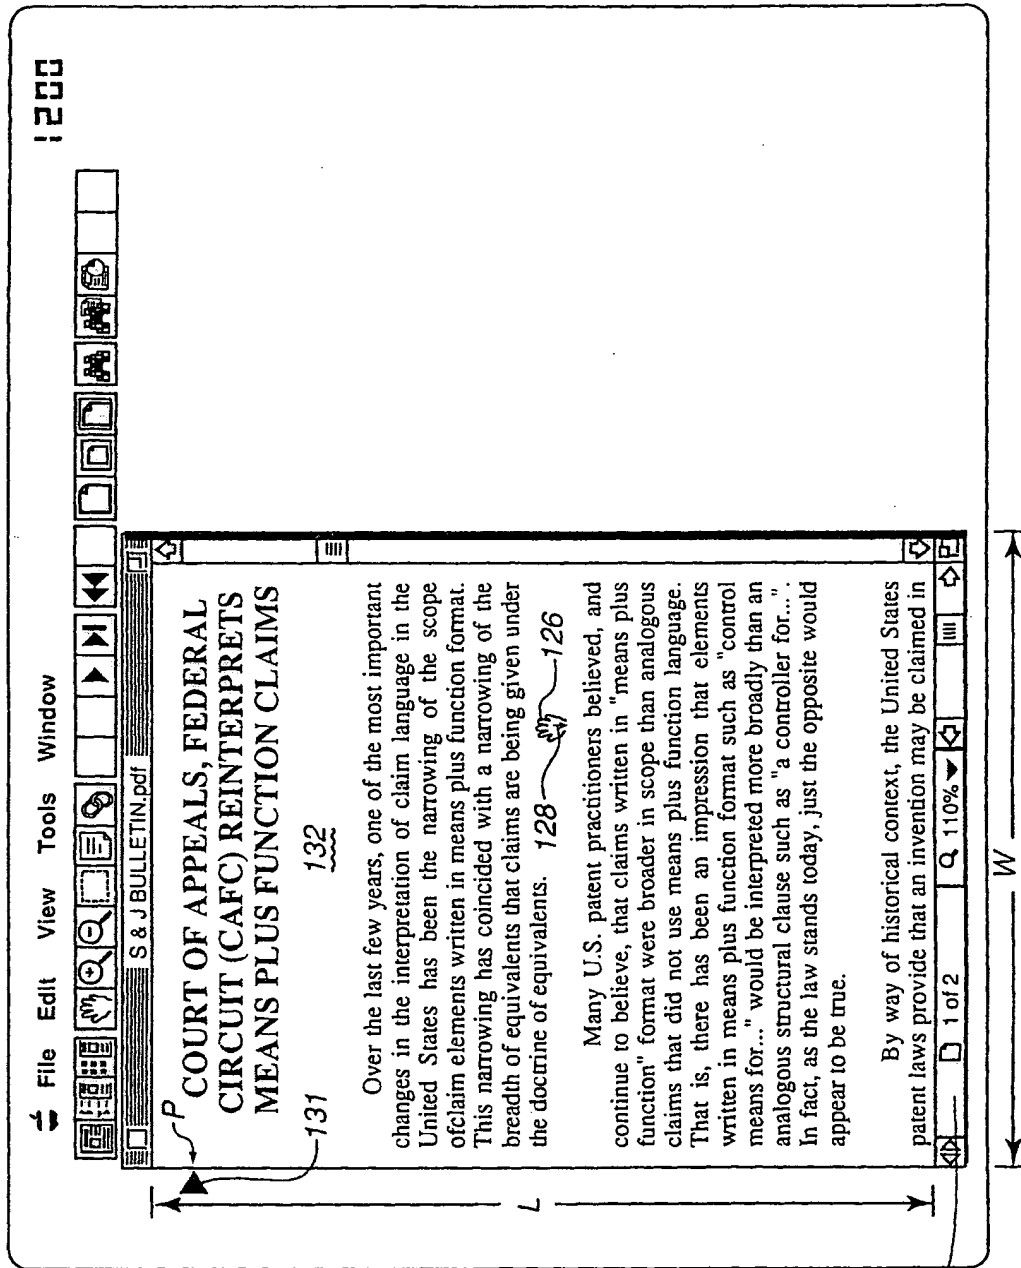 1200
File Edit View Tools Window
S & J BULLETIN.pdf
P
COURT OF APPEALS, FEDERAL
CIRCUIT (CAFC) REINTERPRETS
MEANS PLUS FUNCTION CLAIMS
131
132
Over the last few years, one of the most important
changes in the interpretation of claim language in the
United States has been the narrowing of the scope
ofclaim elements written in means plus function format.
This narrowing has coincided with a narrowing of the
breadth of equivalents that claims are being given under
the doctrine of equivalents.
128
126
Many U.S. patent practitioners believed, and
continue to believe, that claims written in "means plus
function" format were broader in scope than analogous
claims that did not use means plus function language.
That is, there has been an impression that elements
written in means plus function format such as "control
means for..." would be interpreted more broadly than an
analogous structural clause such as "a controller for...".
In fact, as the law stands today, just the opposite would
appear to be true.
By way of historical context, the United States
patent laws provide that an invention may be claimed in
1 of 2
110%
L
W